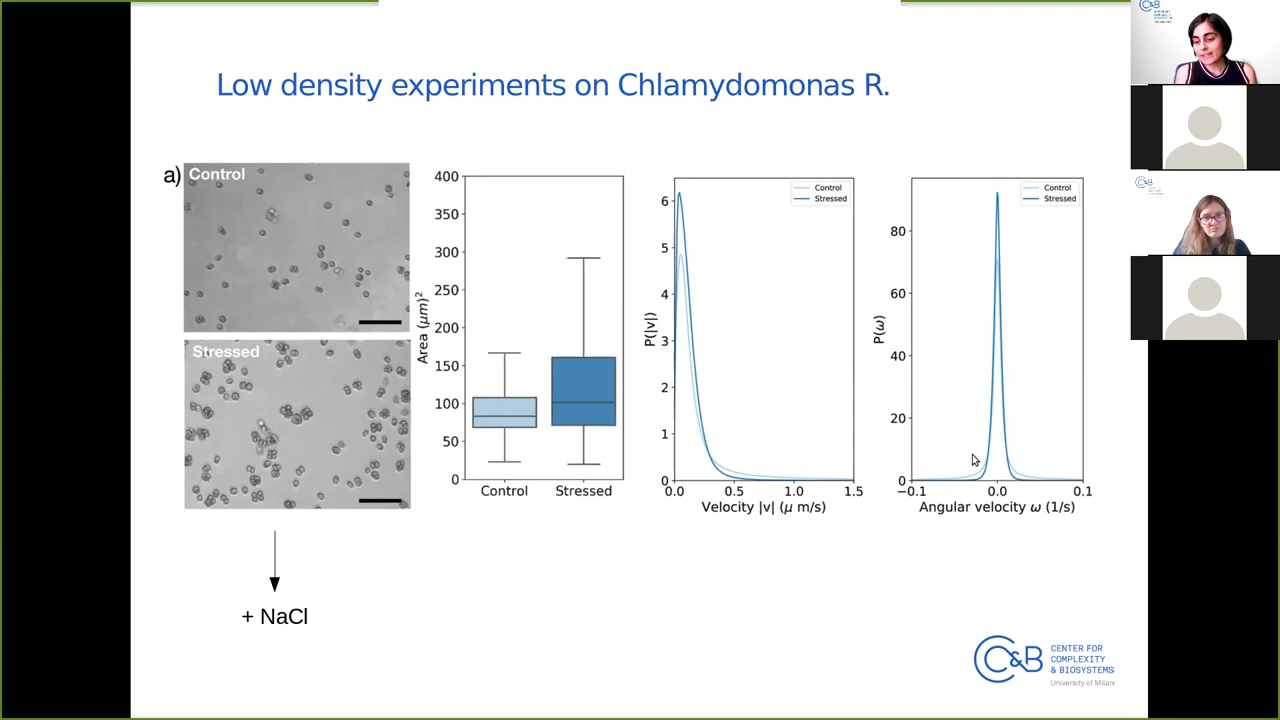 Low density experiments on Chlamydomonas R.
a)
Control
Stressed
+ NaCl
400
350
300
250
200
150
100
50
0
Area (μm)²
Control
Stressed
6
5
4
3
2
1
0
P(|v|)
Control
Stressed
0.0
0.5
1.0
1.5
Velocity |v| (μ m/s)
80
60
40
20
0
P(ω)
Control
Stressed
−0.1
0.0
0.1
Angular velocity ω (1/s)
C&B
CENTER FOR
COMPLEXITY
& BIOSYSTEMS
University of Milan
C&B
C&B